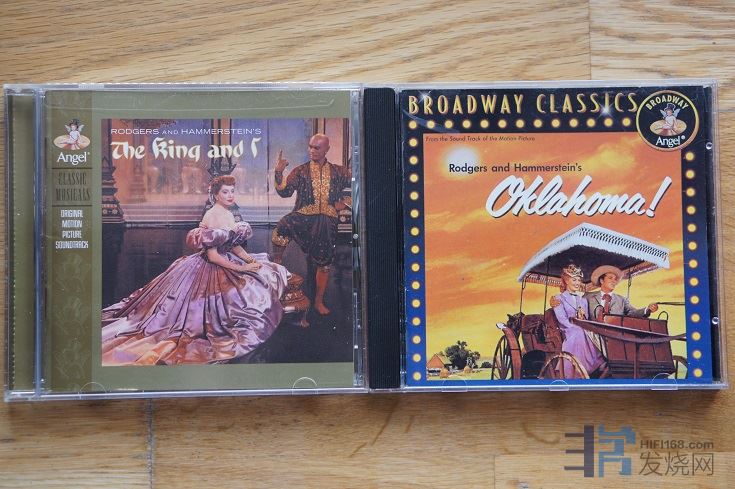 RODGERS AND HAMMERSTEIN'S
The King and I
Angel
CLASSIC
MUSICALS
ORIGINAL
MOTION
PICTURE
SOUNDTRACK
BROADWAY CLASSICS
BROADWAY
Angel
From the Sound Track of the Motion Picture
Rodgers and Hammerstein's
Oklahoma!
HIFI168.com
发烧网